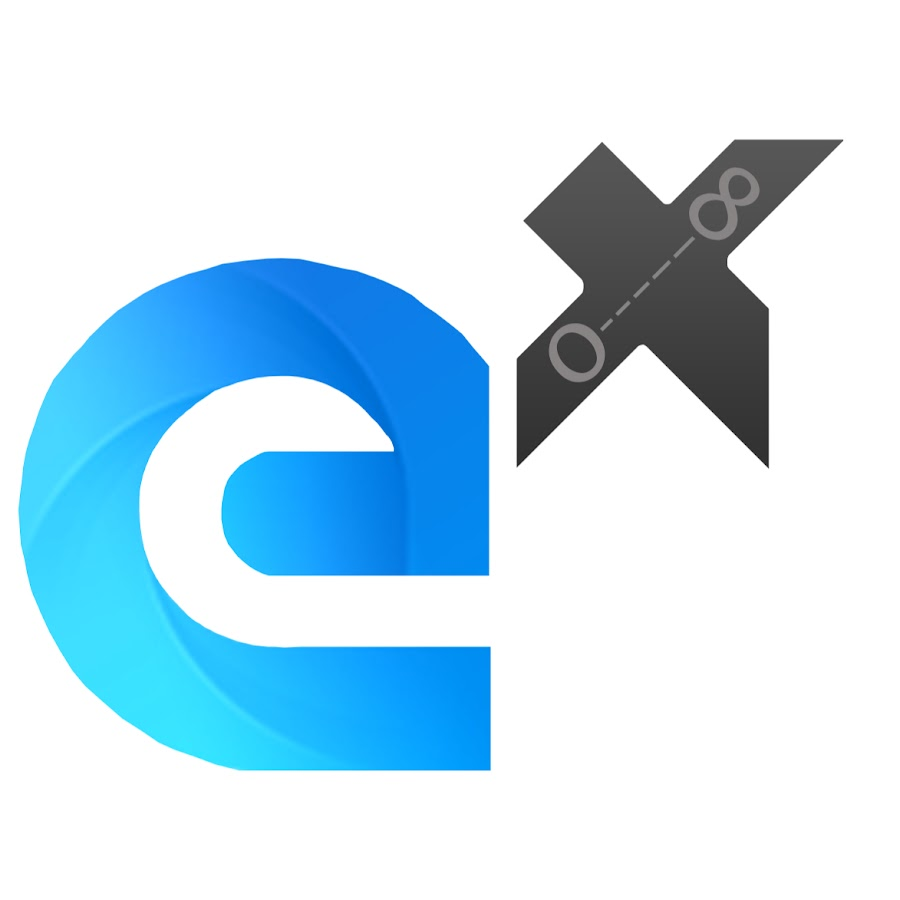 e x
0-----∞